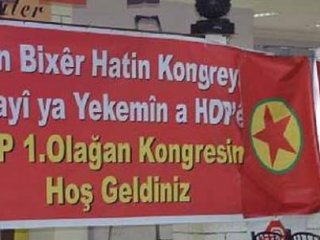 n Bixêr Hatin Kongrey
ayî ya Yekemîn a HDP'
P 1.Olağan Kongresin
Hoş Geldiniz